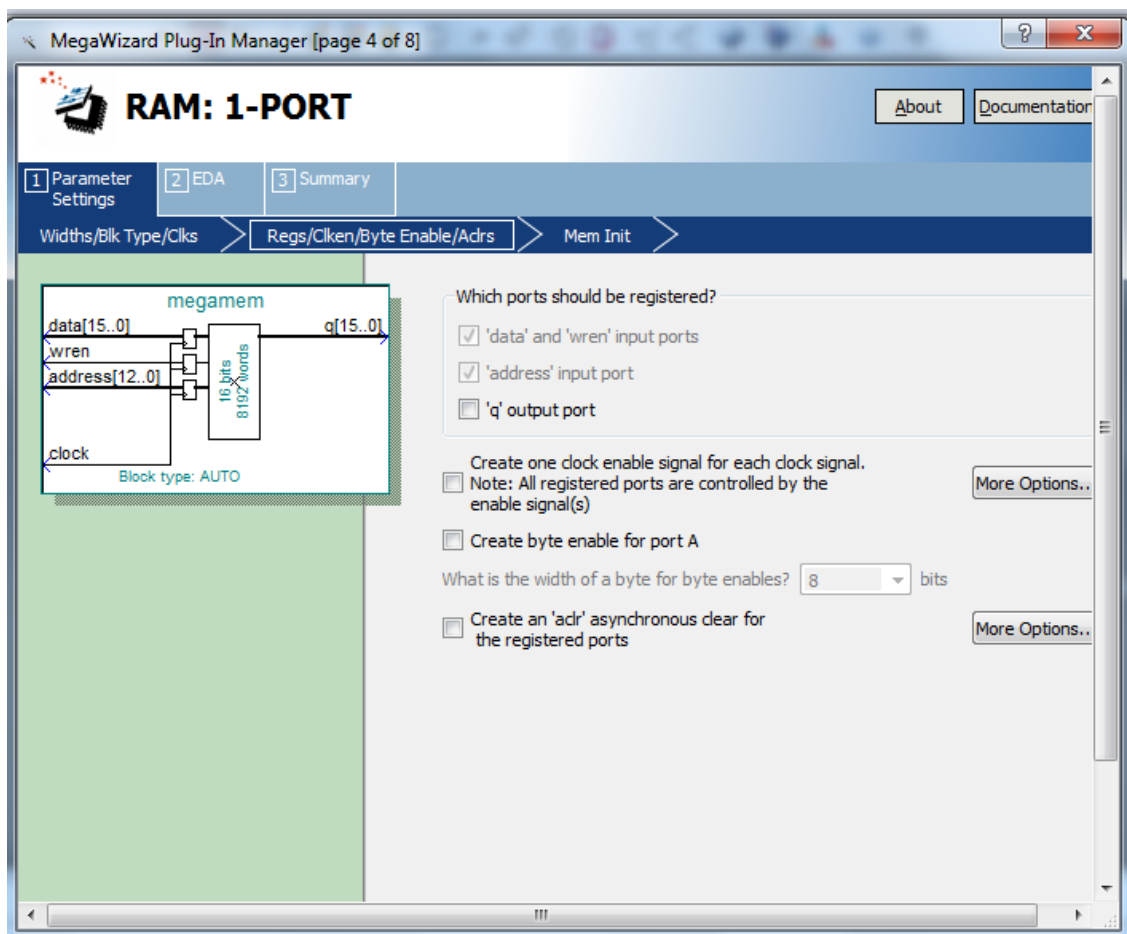 MegaWizard Plug-In Manager [page 4 of 8]
RAM: 1-PORT
About
Documentation
1 Parameter Settings
2 EDA
3 Summary
Widths/Blk Type/Clks
Regs/Clken/Byte Enable/Aclrs
Mem Init
megamem
data[15..0]
q[15..0]
wren
address[12..0]
16 bits
8192 words
clock
Block type: AUTO
Which ports should be registered?
'data' and 'wren' input ports
'address' input port
'q' output port
Create one clock enable signal for each clock signal.
Note: All registered ports are controlled by the
enable signal(s)
More Options..
Create byte enable for port A
What is the width of a byte for byte enables? 8 bits
Create an 'aclr' asynchronous clear for
the registered ports
More Options..